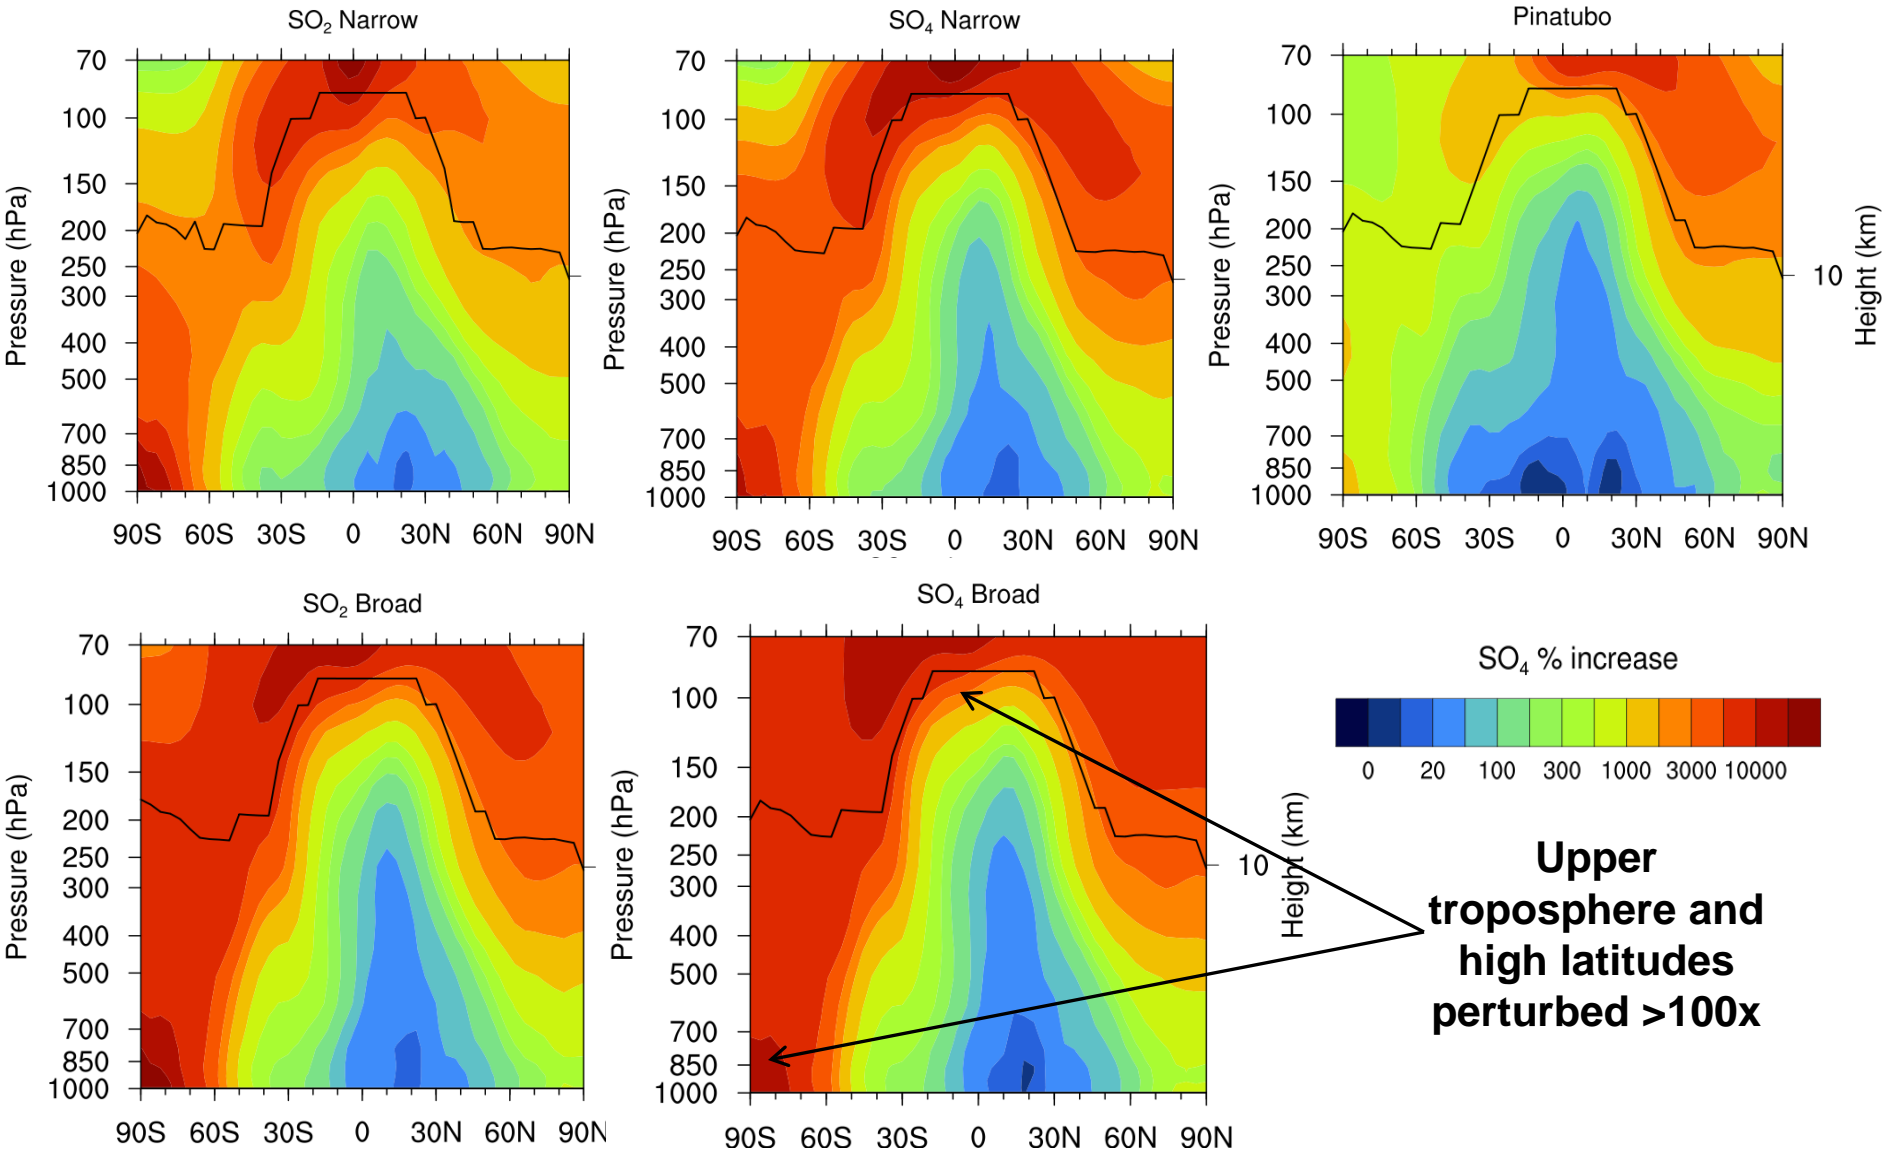 SO2 Narrow
70
100
150
200
250
300
400
500
700
850
1000
Pressure (hPa)
90S 60S 30S 0 30N 60N 90N
SO4 Narrow
70
100
150
200
250
300
400
500
700
850
1000
Pressure (hPa)
90S 60S 30S 0 30N 60N 90N
Pinatubo
70
100
150
200
250
300
400
500
700
850
1000
Pressure (hPa)
10
Height (km)
90S 60S 30S 0 30N 60N 90N
SO2 Broad
70
100
150
200
250
300
400
500
700
850
1000
Pressure (hPa)
90S 60S 30S 0 30N 60N 90N
SO4 Broad
70
100
150
200
250
300
400
500
700
850
1000
Pressure (hPa)
10
Height (km)
90S 60S 30S 0 30N 60N 90N
SO4 % increase
0 20 100 300 1000 3000 10000
Upper
troposphere and
high latitudes
perturbed >100x